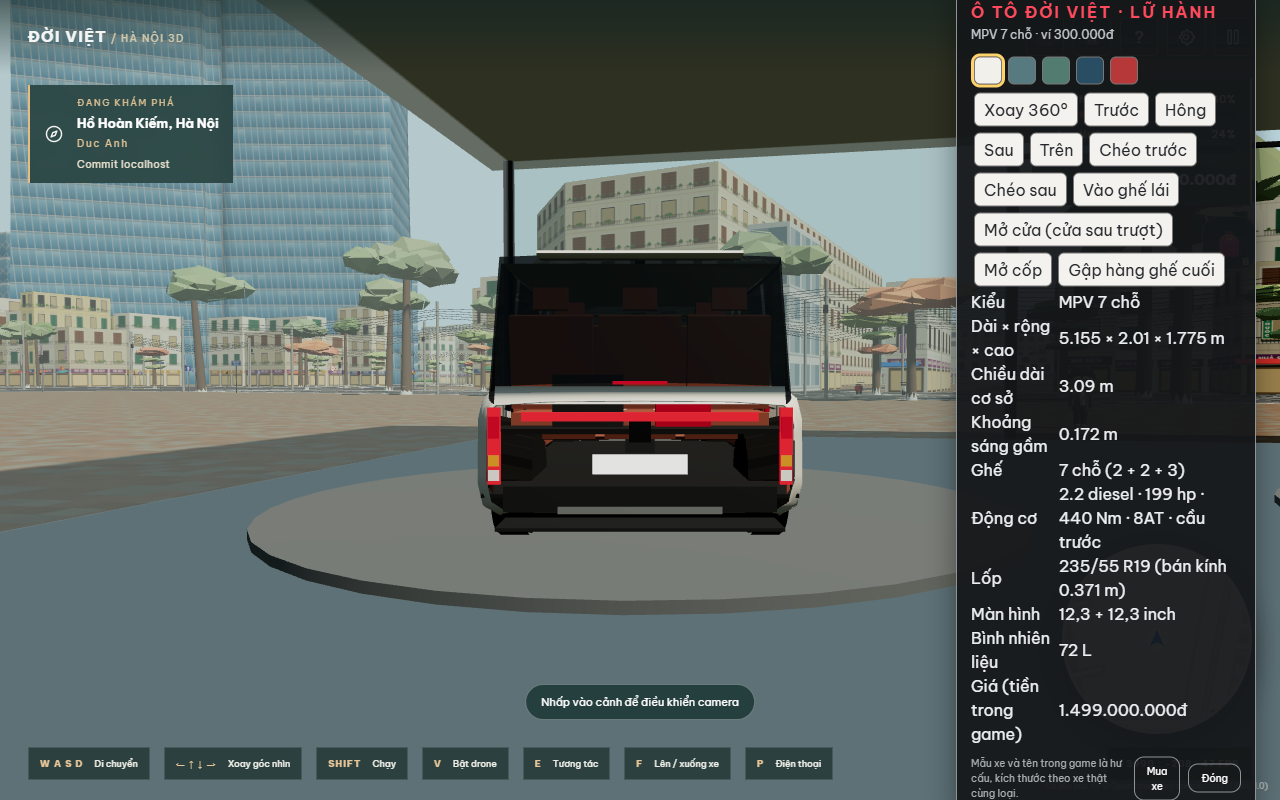 ĐỜI VIỆT / HÀ NỘI 3D
ĐANG KHÁM PHÁ
Hồ Hoàn Kiếm, Hà Nội
Duc Anh
Commit localhost
Ô TÔ ĐỜI VIỆT · LỮ HÀNH
MPV 7 chỗ · ví 300.000đ
Xoay 360° Trước Hông
Sau Trên Chéo trước
Chéo sau Vào ghế lái
Mở cửa (cửa sau trượt)
Mở cốp Gập hàng ghế cuối
Kiểu MPV 7 chỗ
Dài × rộng
× cao
5.155 × 2.01 × 1.775 m
Chiều dài
cơ sở
3.09 m
Khoảng
sáng gầm
0.172 m
Ghế 7 chỗ (2 + 2 + 3)
Động cơ
2.2 diesel · 199 hp ·
440 Nm · 8AT · cầu
trước
Lốp
235/55 R19 (bán kính
0.371 m)
Màn hình 12,3 + 12,3 inch
Bình nhiên
liệu
72 L
Giá (tiền
trong
game)
1.499.000.000đ
Mẫu xe và tên trong game là hư
cấu, kích thước theo xe thật
cùng loại.
Mua
xe
Đóng
Nhấp vào cảnh để điều khiển camera
W A S D Di chuyển
←↑↓→ Xoay góc nhìn
SHIFT Chạy
V Bật drone
E Tương tác
F Lên / xuống xe
P Điện thoại